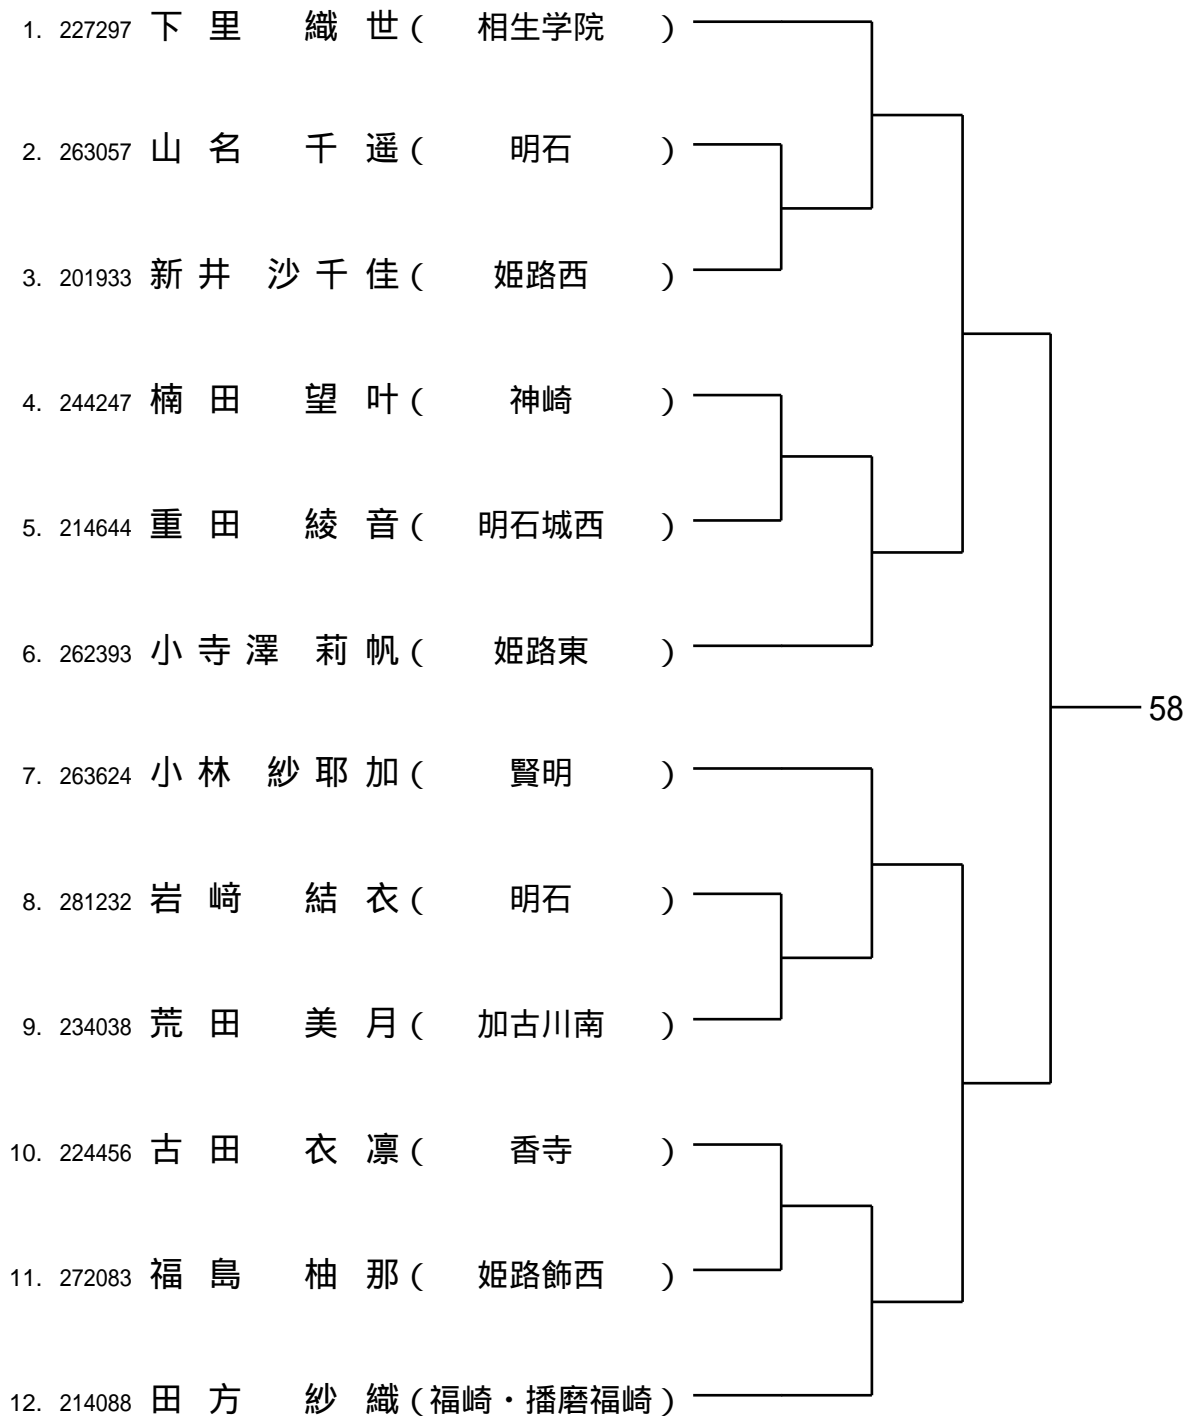 1. 227297 下里 織世 ( 相生学院 )
2. 263057 山名 千遥 ( 明石 )
3. 201933 新井 沙千佳 ( 姫路西 )
4. 244247 楠田 望叶 ( 神崎 )
5. 214644 重田 綾音 ( 明石城西 )
6. 262393 小寺澤 莉帆 ( 姫路東 )
58
7. 263624 小林 紗耶加 ( 賢明 )
8. 281232 岩﨑 結衣 ( 明石 )
9. 234038 荒田 美月 ( 加古川南 )
10. 224456 古田 衣凛 ( 香寺 )
11. 272083 福島 柚那 ( 姫路飾西 )
12. 214088 田方 紗織 (福崎・播磨福崎)